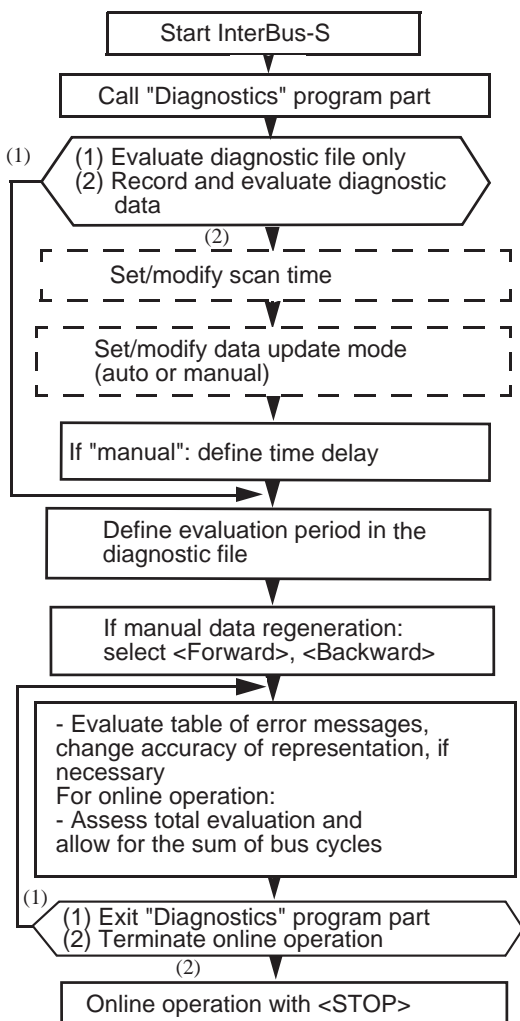 Start InterBus-S
Call "Diagnostics" program part
(1)
(1) Evaluate diagnostic file only
(2) Record and evaluate diagnostic
data
(2)
Set/modify scan time
Set/modify data update mode
(auto or manual)
If "manual": define time delay
Define evaluation period in the
diagnostic file
If manual data regeneration:
select <Forward>, <Backward>
- Evaluate table of error messages,
change accuracy of representation, if
necessary
For online operation:
- Assess total evaluation and
allow for the sum of bus cycles
(1)
(1) Exit "Diagnostics" program part
(2) Terminate online operation
(2)
Online operation with <STOP>